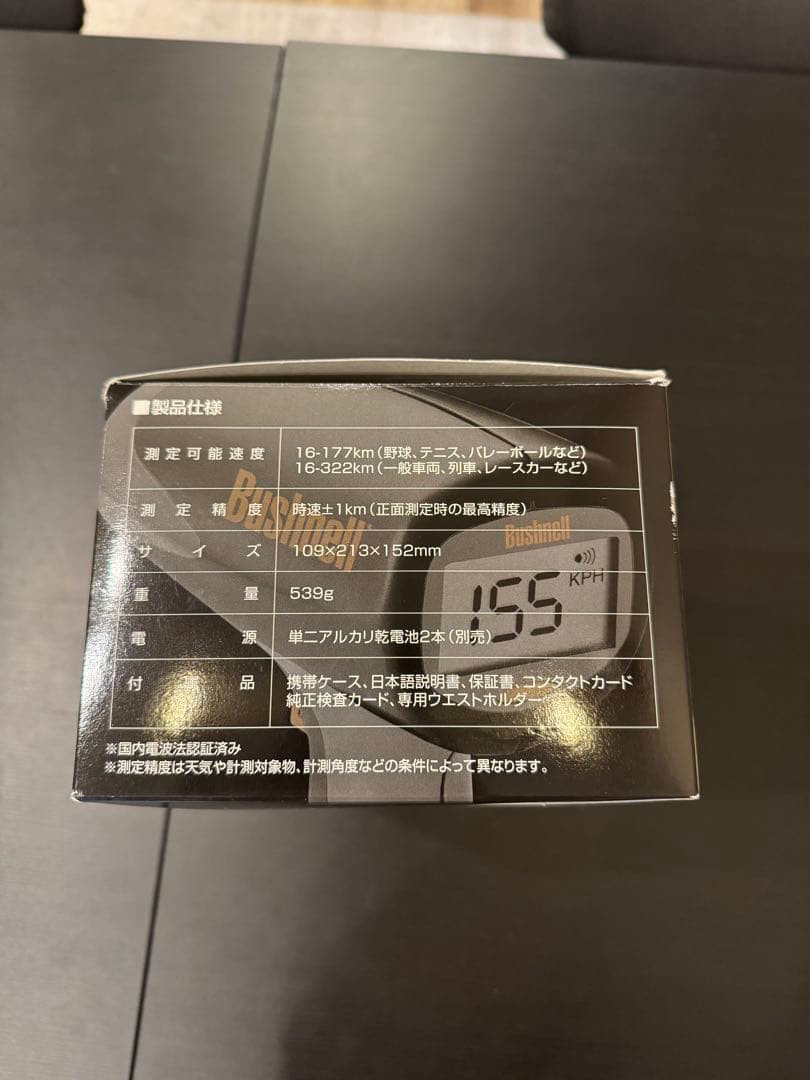 ■製品仕様
測定可能速度 16-177km(野球、テニス、バレーボールなど)
16-322km(一般車両、列車、レースカーなど)
測定精度 時速±1km(正面測定時の最高精度)
サイズ 109×213×152mm
重量 539g
電源 単二アルカリ乾電池2本(別売)
付属品 携帯ケース、日本語説明書、保証書、コンタクトカード
純正検査カード、専用ウエストホルダー
※国内電波法認証済み
※測定精度は天気や計測対象物、計測角度などの条件によって異なります。
Bushnell
Bushnell
155
KPH